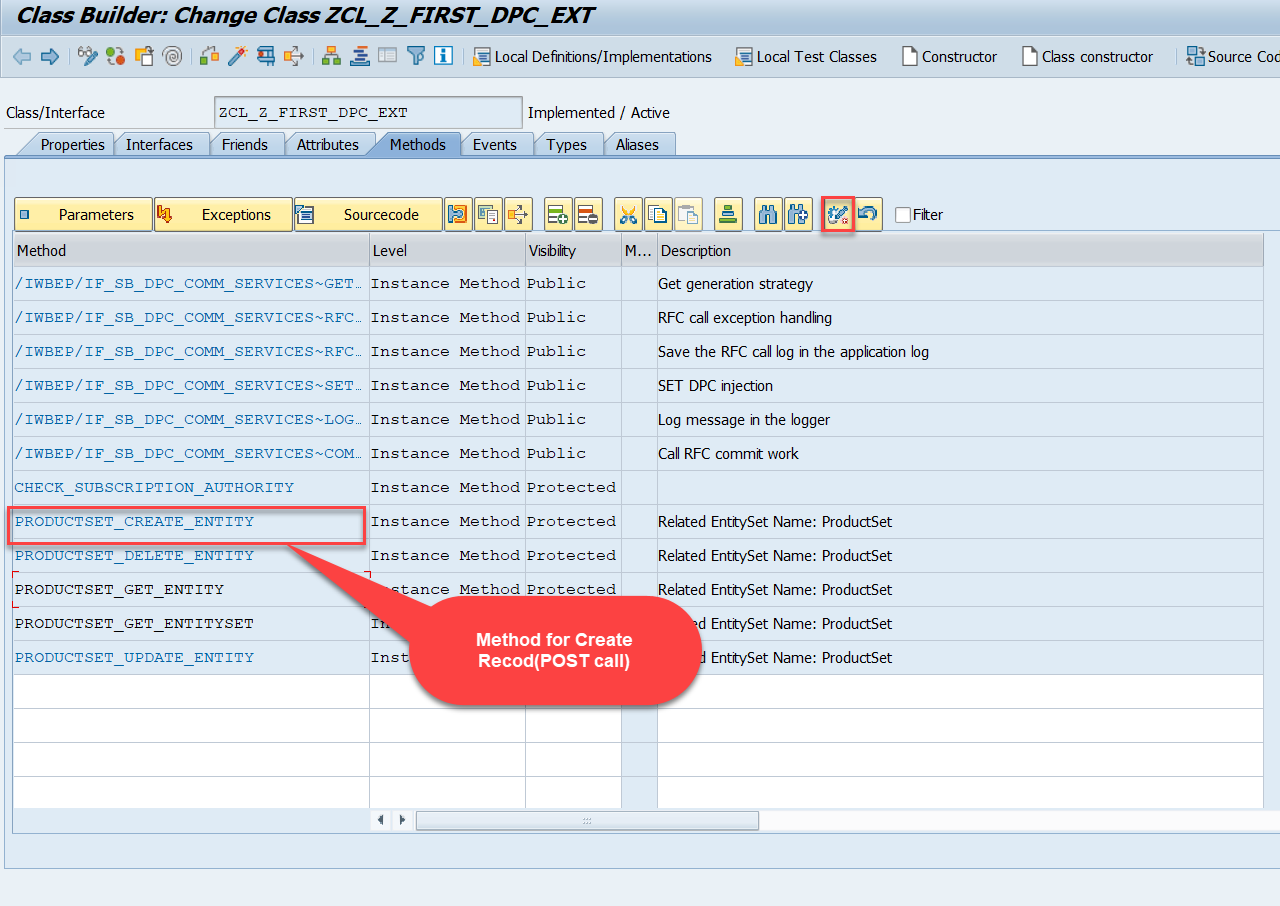 Class Builder: Change Class ZCL_Z_FIRST_DPC_EXT
Local Definitions/Implementations Local Test Classes Constructor Class constructor Source Cod
Class/Interface ZCL_Z_FIRST_DPC_EXT Implemented / Active
Properties Interfaces Friends Attributes Methods Events Types Aliases
Parameters Exceptions Sourcecode Filter
Method Level Visibility M... Description
/IWBEP/IF_SB_DPC_COMM_SERVICES~GET… Instance Method Public Get generation strategy
/IWBEP/IF_SB_DPC_COMM_SERVICES~RFC… Instance Method Public RFC call exception handling
/IWBEP/IF_SB_DPC_COMM_SERVICES~RFC… Instance Method Public Save the RFC call log in the application log
/IWBEP/IF_SB_DPC_COMM_SERVICES~SET… Instance Method Public SET DPC injection
/IWBEP/IF_SB_DPC_COMM_SERVICES~LOG… Instance Method Public Log message in the logger
/IWBEP/IF_SB_DPC_COMM_SERVICES~COM… Instance Method Public Call RFC commit work
CHECK_SUBSCRIPTION_AUTHORITY Instance Method Protected
PRODUCTSET_CREATE_ENTITY Instance Method Protected Related EntitySet Name: ProductSet
PRODUCTSET_DELETE_ENTITY Instance Method Protected Related EntitySet Name: ProductSet
PRODUCTSET_GET_ENTITY Instance Method Protected Related EntitySet Name: ProductSet
PRODUCTSET_GET_ENTITYSET EntitySet Name: ProductSet
PRODUCTSET_UPDATE_ENTITY Inst EntitySet Name: ProductSet
Method for Create
Recod(POST call)